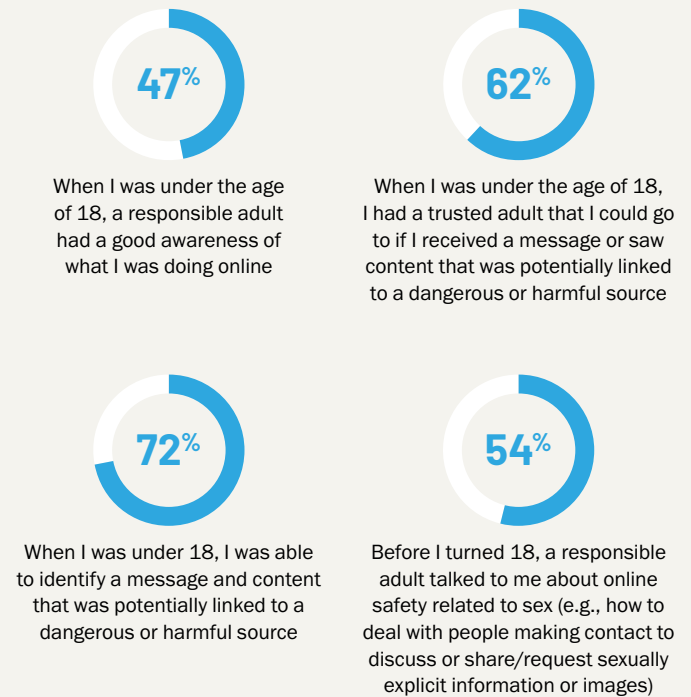 47%
When I was under the age
of 18, a responsible adult
had a good awareness of
what I was doing online
62%
When I was under the age of 18,
I had a trusted adult that I could go
to if I received a message or saw
content that was potentially linked
to a dangerous or harmful source
72%
When I was under 18, I was able
to identify a message and content
that was potentially linked to a
dangerous or harmful source
54%
Before I turned 18, a responsible
adult talked to me about online
safety related to sex (e.g., how to
deal with people making contact to
discuss or share/request sexually
explicit information or images)